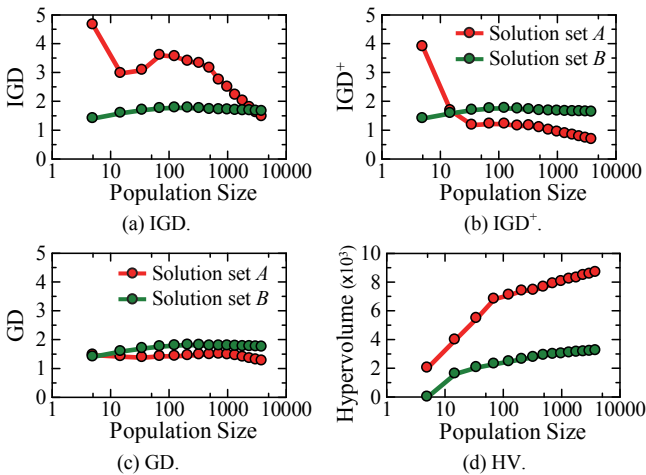 5
4
3
2
1
0
IGD
1 10 100 1000 10000
Population Size
(a) IGD.
5
4
3
2
1
0
IGD+
Solution set A
Solution set B
1 10 100 1000 10000
Population Size
(b) IGD+.
5
4
3
2
1
0
GD
Solution set A
Solution set B
1 10 100 1000 10000
Population Size
(c) GD.
10
8
6
4
2
0
Hypervolume (x10³)
1 10 100 1000 10000
Population Size
(d) HV.